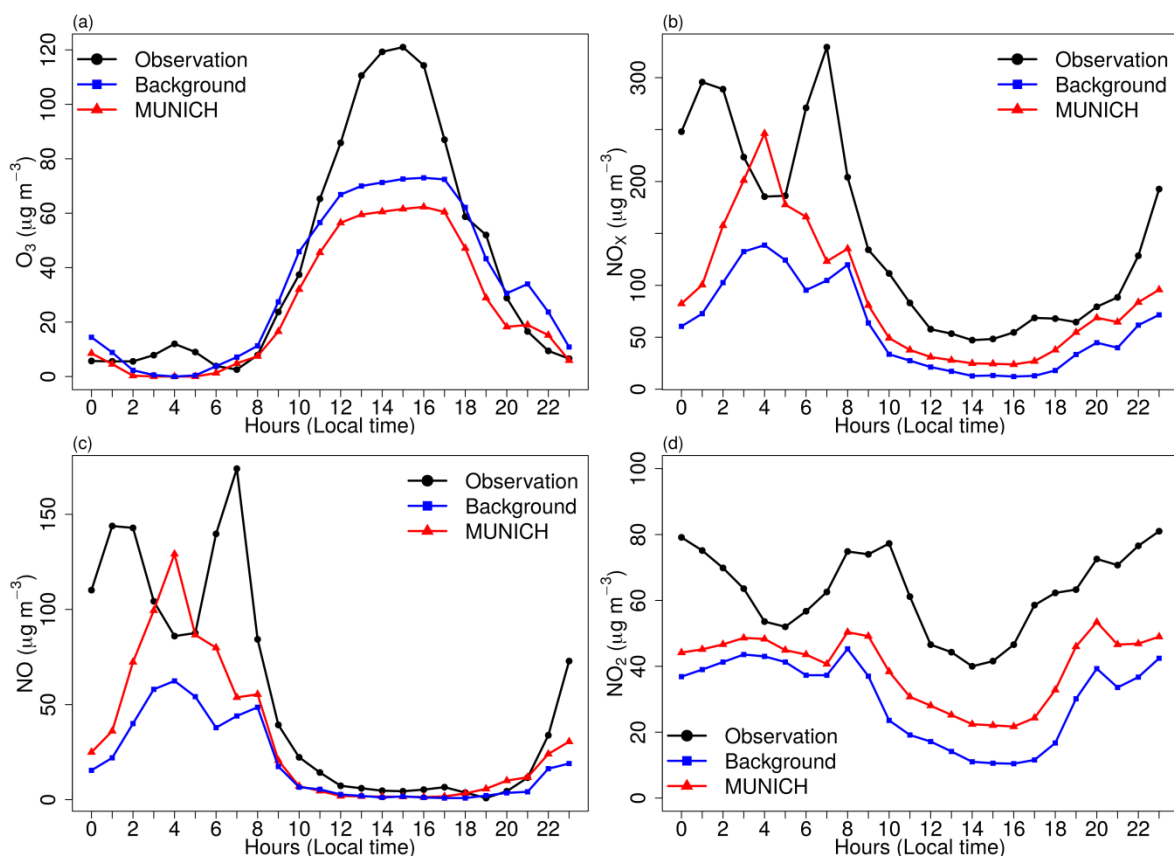 (a)
O3 (μg m−3)
0 20 40 60 80 100 120
Observation
Background
MUNICH
0 2 4 6 8 10 12 14 16 18 20 22
Hours (Local time)
(b)
NOX (μg m−3)
0 50 100 200 300
Observation
Background
MUNICH
0 2 4 6 8 10 12 14 16 18 20 22
Hours (Local time)
(c)
NO (μg m−3)
0 50 100 150
Observation
Background
MUNICH
0 2 4 6 8 10 12 14 16 18 20 22
Hours (Local time)
(d)
NO2 (μg m−3)
0 20 40 60 80 100
Observation
Background
MUNICH
0 2 4 6 8 10 12 14 16 18 20 22
Hours (Local time)